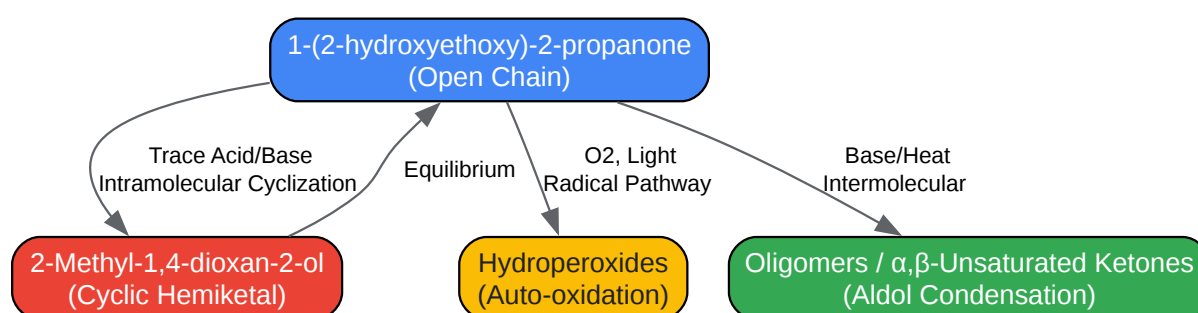 1-(2-hydroxyethoxy)-2-propanone
(Open Chain)
Trace Acid/Base
Intramolecular Cyclization
Equilibrium
O2, Light
Radical Pathway
Base/Heat
Intermolecular
2-Methyl-1,4-dioxan-2-ol
(Cyclic Hemiketal)
Hydroperoxides
(Auto-oxidation)
Oligomers / α,β-Unsaturated Ketones
(Aldol Condensation)